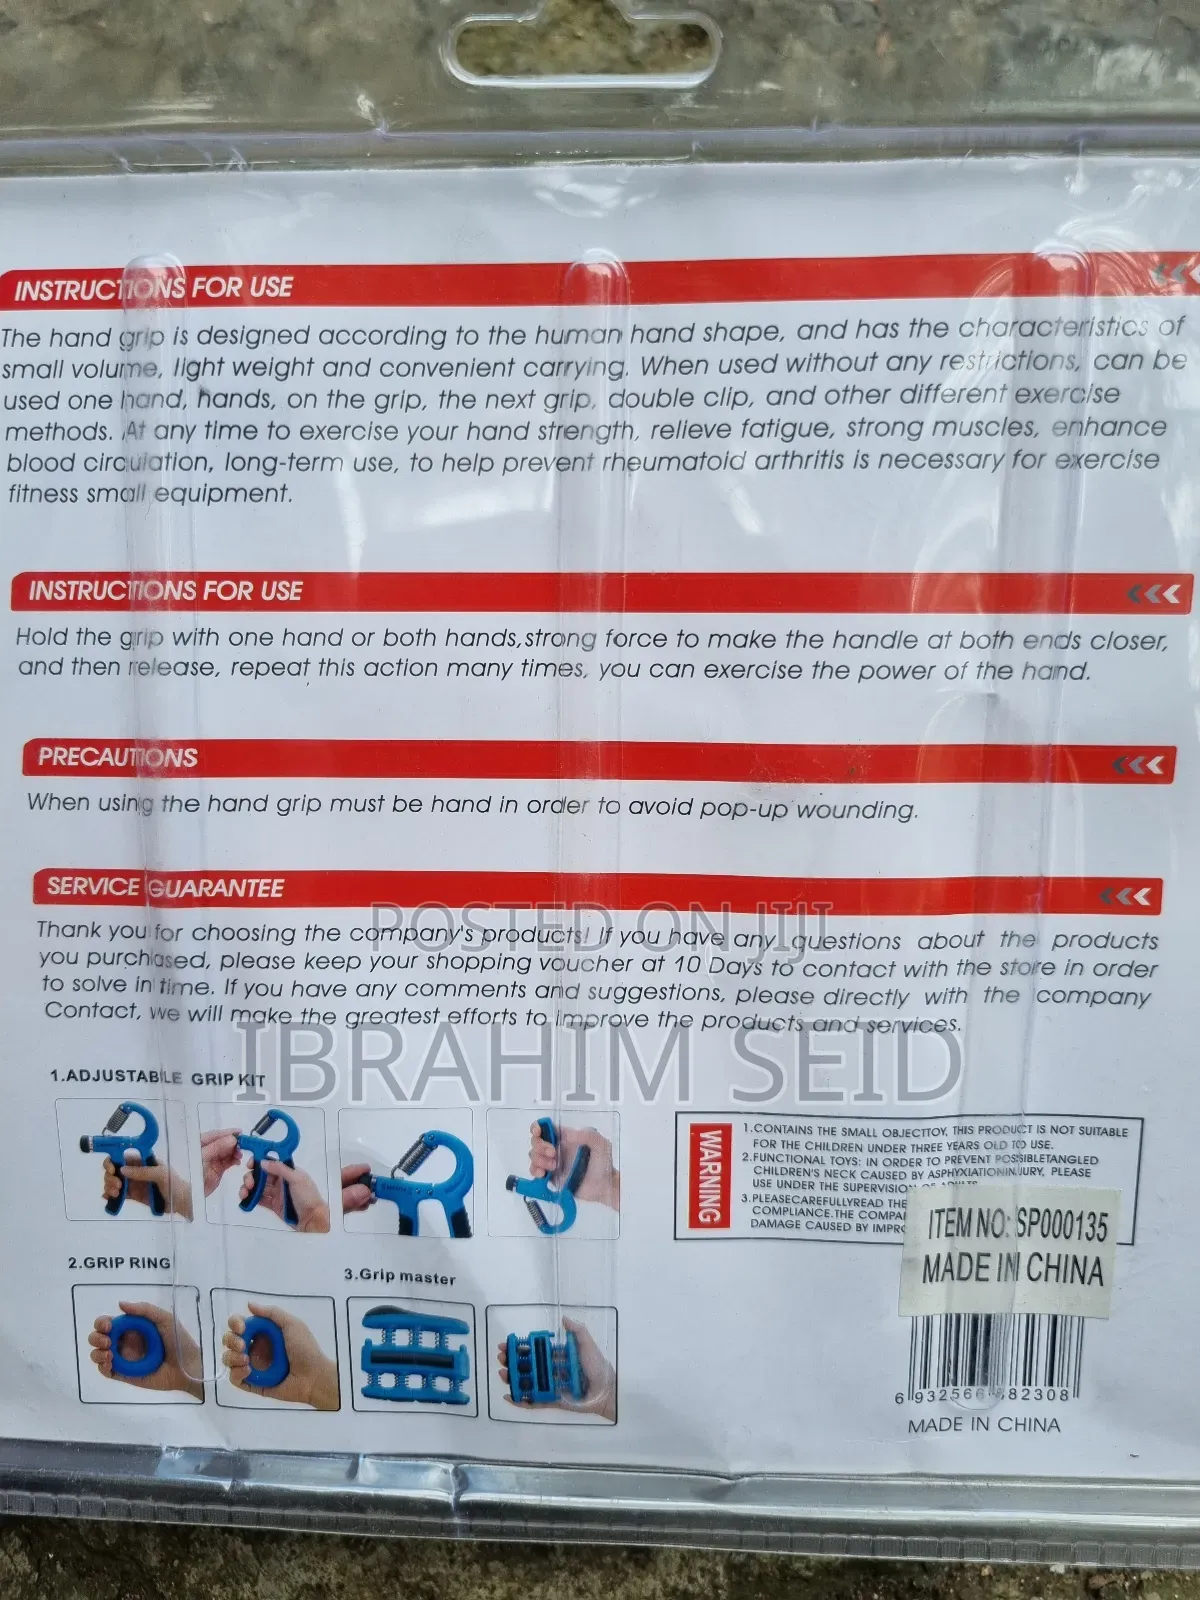 INSTRUCTIONS FOR USE
The hand grip is designed according to the human hand shape, and has the characteristics of
small volume, light weight and convenient carrying. When used without any restrictions, can be
used one hand, hands, on the grip, the next grip, double clip, and other different exercise
methods. At any time to exercise your hand strength, relieve fatigue, strong muscles, enhance
blood circulation, long-term use, to help prevent rheumatoid arthritis is necessary for exercise
fitness small equipment.
INSTRUCTIONS FOR USE
Hold the grip with one hand or both hands,strong force to make the handle at both ends closer,
and then release, repeat this action many times, you can exercise the power of the hand.
PRECAUTIONS
When using the hand grip must be hand in order to avoid pop-up wounding.
SERVICE GUARANTEE
Thank you for choosing the company's products! If you have any questions about the products
you purchased, please keep your shopping voucher at 10 Days to contact with the store in order
to solve in time. If you have any comments and suggestions, please directly with the company
Contact, we will make the greatest efforts to improve the products and services.
POSTED ON JIJI
IBRAHIM SEID
1.ADJUSTABLE GRIP KIT
2.GRIP RING
3.Grip master
WARNING
1.CONTAINS THE SMALL OBJECTTOY, THIS PRODUCT IS NOT SUITABLE
FOR THE CHILDREN UNDER THREE YEARS OLD TO USE.
2.FUNCTIONAL TOYS: IN ORDER TO PREVENT POSSIBLETANGLED
CHILDREN'S NECK CAUSED BY ASPHYXIATIONINJURY, PLEASE
USE UNDER THE SUPERVISION OF ADULTS
3.PLEASECAREFULLYREAD THE
COMPLIANCE.THE COMPA
DAMAGE CAUSED BY IMPR
ITEM NO: SP000135
MADE IN CHINA
6 932566 882308
MADE IN CHINA